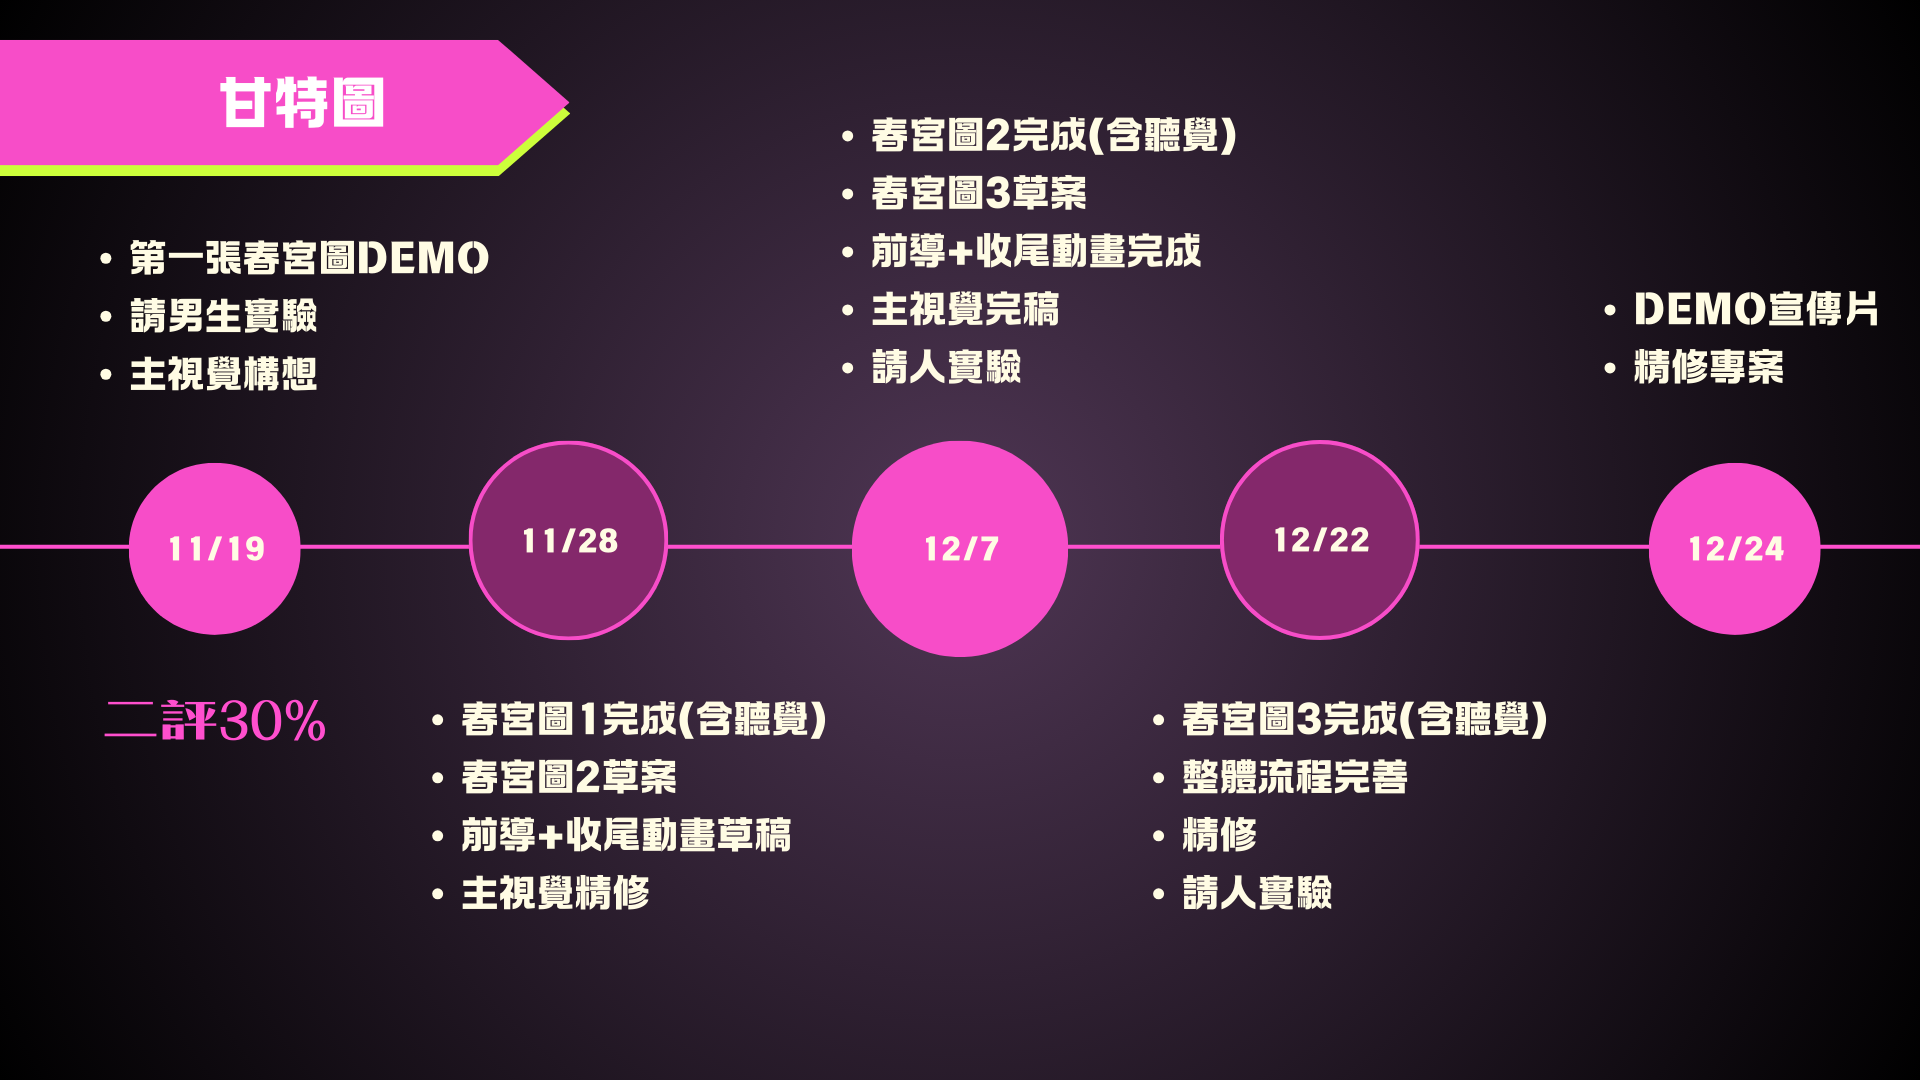 甘特圖
第一張春宮圖DEMO
請男生實驗
主視覺構想
春宮圖2完成(含聽覺)
春宮圖3草案
前導+收尾動畫完成
主視覺完稿
請人實驗
DEMO宣傳片
精修專案
11/19
11/28
12/7
12/22
12/24
二評30%
春宮圖1完成(含聽覺)
春宮圖2草案
前導+收尾動畫草稿
主視覺精修
春宮圖3完成(含聽覺)
整體流程完善
精修
請人實驗